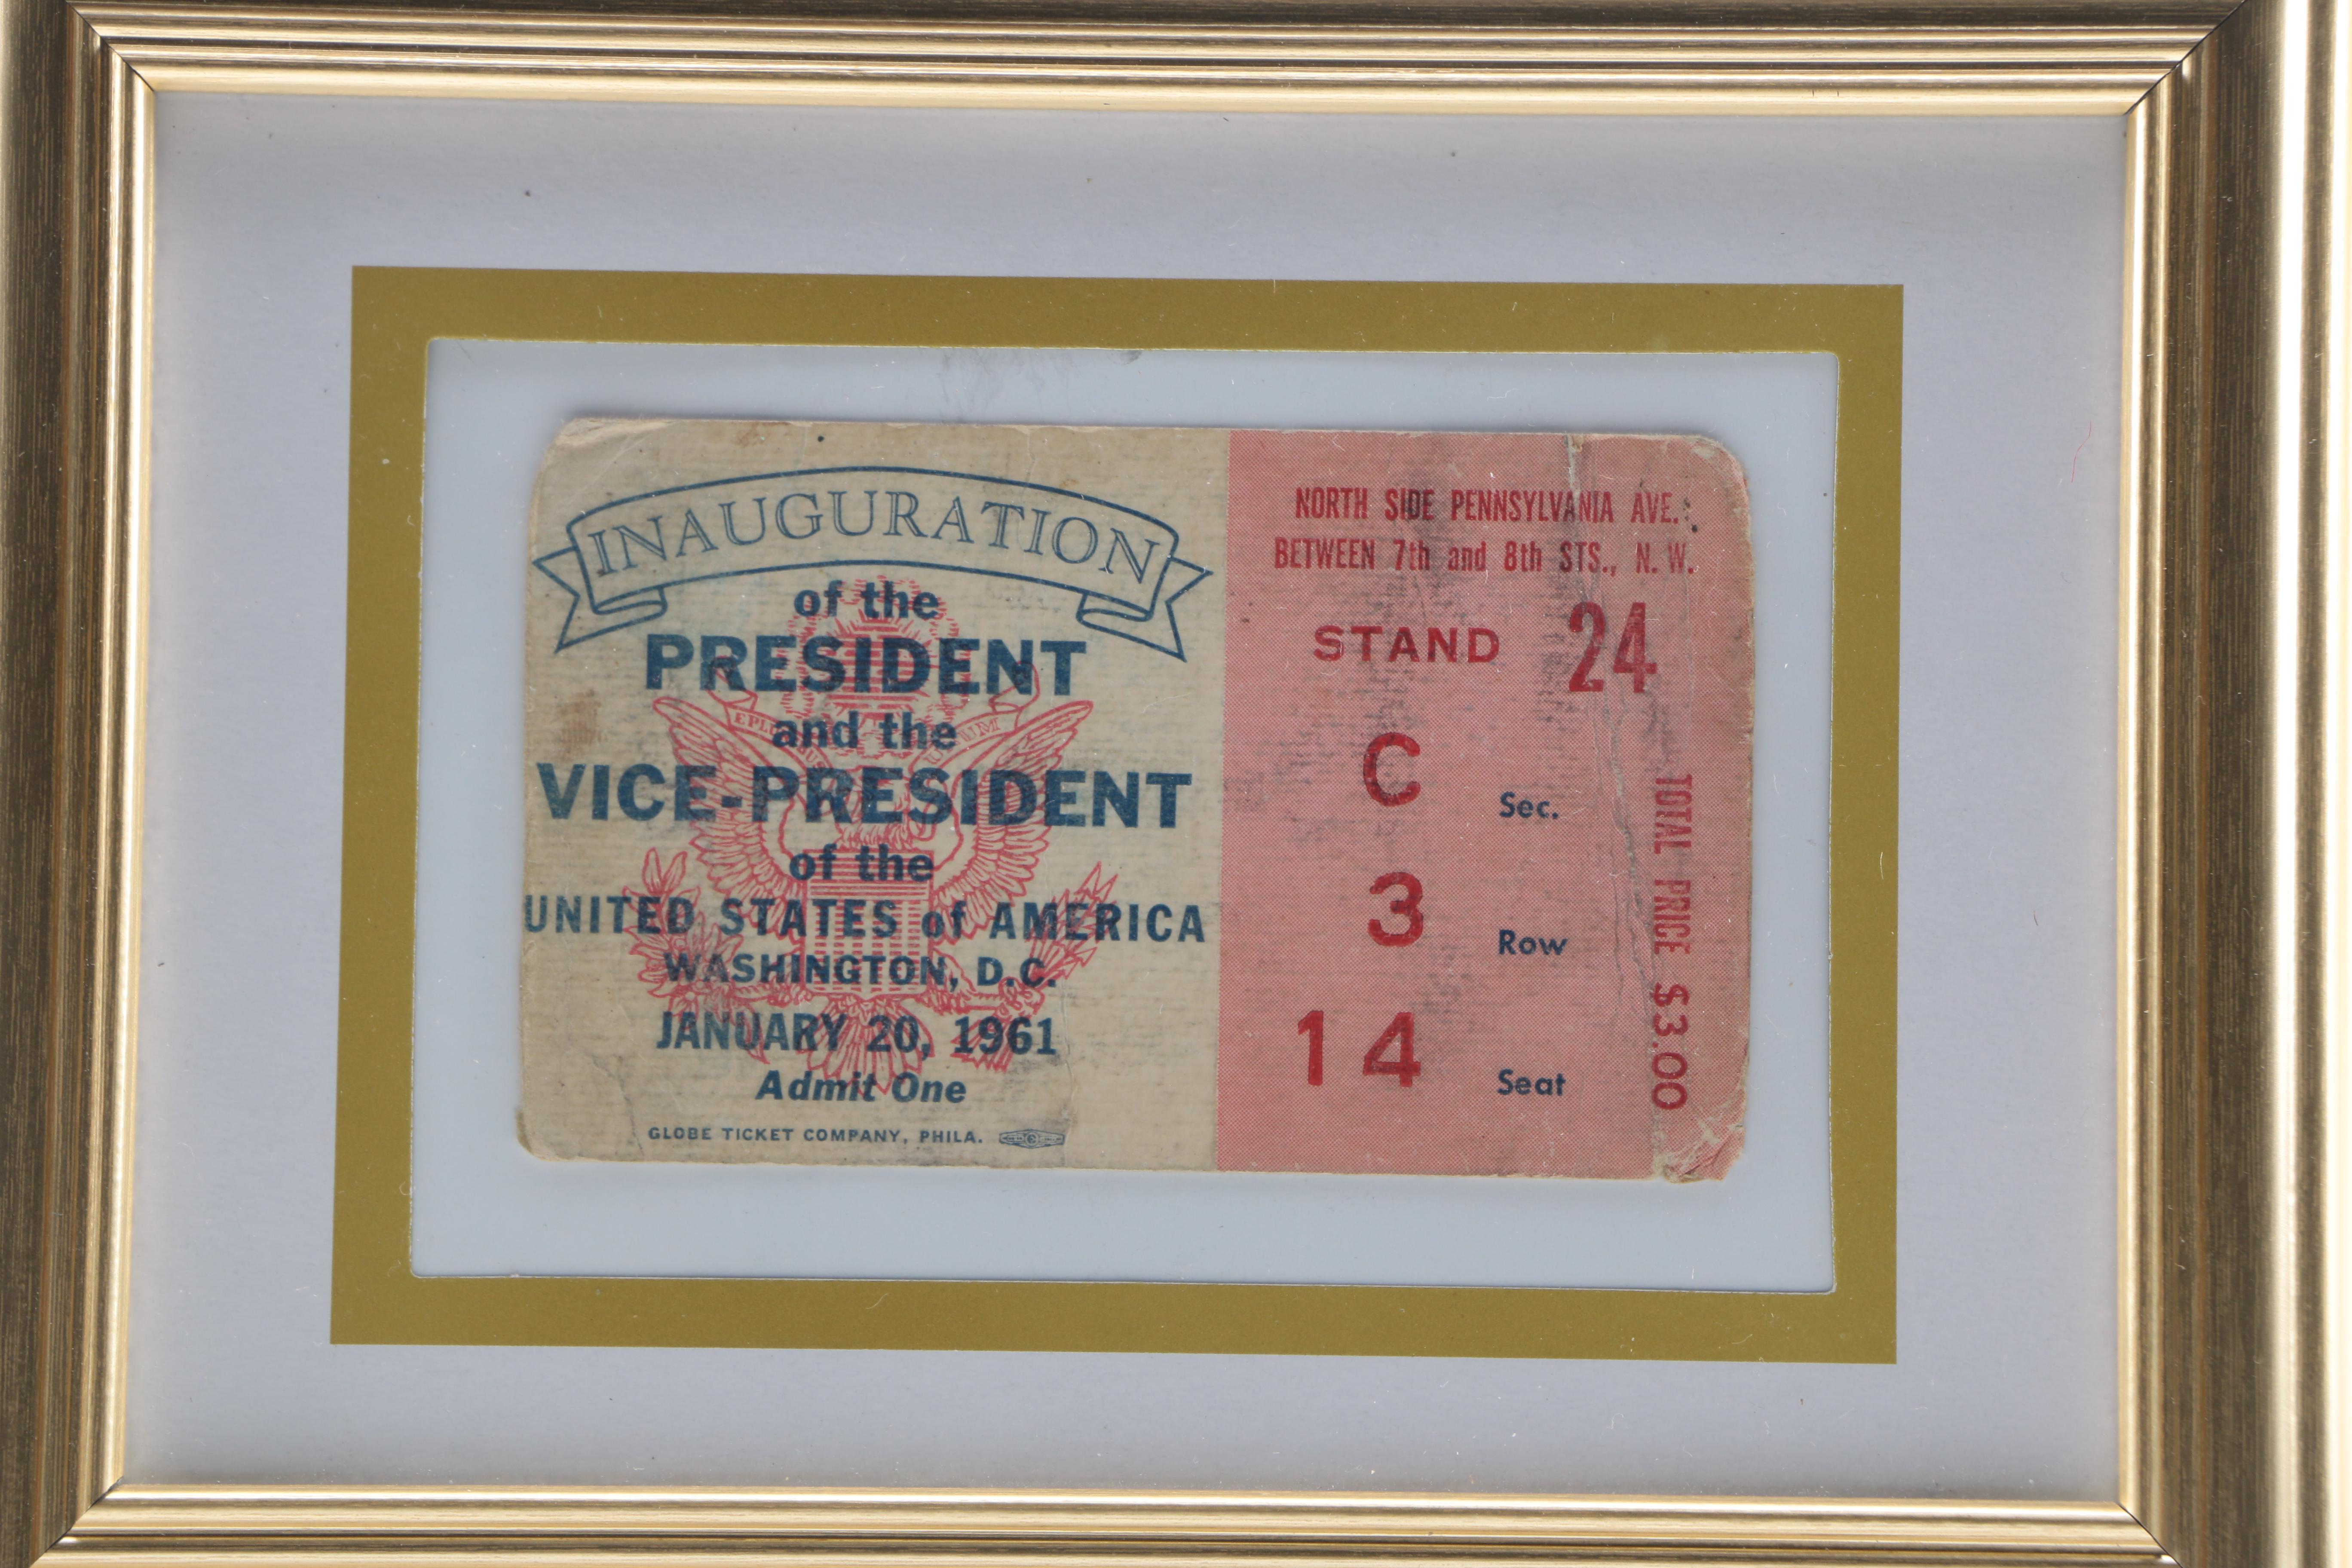 INAUGURATION
of the
PRESIDENT
and the
VICE-PRESIDENT
of the
UNITED STATES of AMERICA
WASHINGTON, D.C.
JANUARY 20, 1961
Admit One
GLOBE TICKET COMPANY, PHILA.
NORTH SIDE PENNSYLVANIA AVE.
BETWEEN 7th and 8th STS., N. W.
STAND 24
C Sec.
3 Row
14 Seat
TOTAL PRICE $3.00